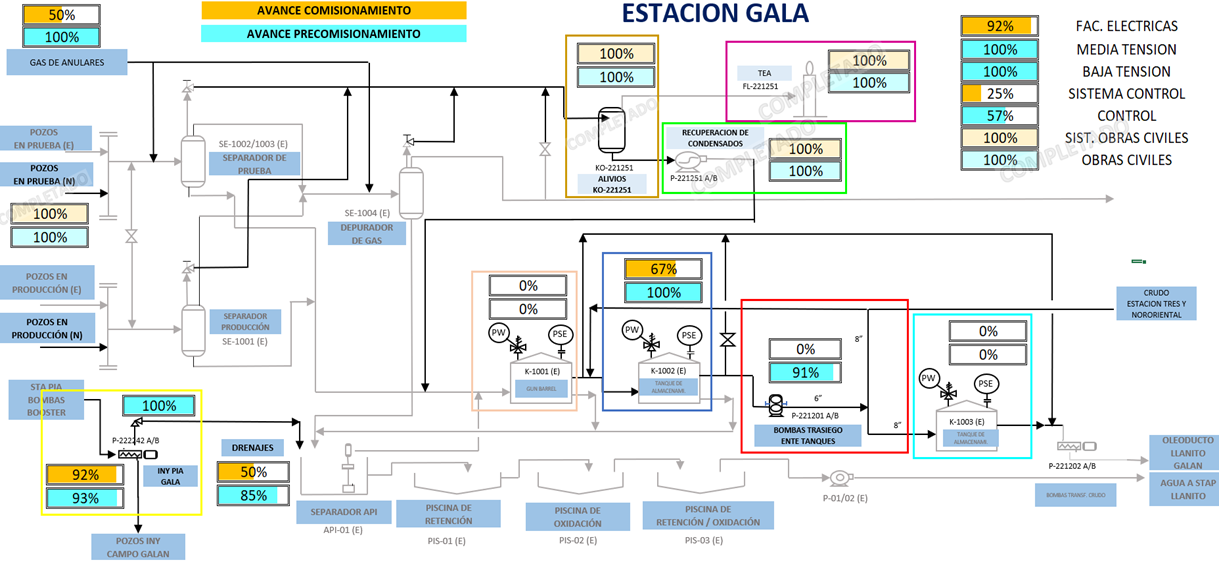 AVANCE COMISIONAMIENTO
AVANCE PRECOMISIONAMIENTO
ESTACION GALA
50%
100%
GAS DE ANULARES
92% FAC. ELECTRICAS
100% MEDIA TENSION
100% BAJA TENSION
25% SISTEMA CONTROL
57% CONTROL
100% SIST. OBRAS CIVILES
100% OBRAS CIVILES
COMPLETADO
100%
100%
COMPLETADO
KO-221251
ALIVIOS
KO-221251
TEA
FL-221251
100%
100%
COMPLETADO
RECUPERACION DE
CONDENSADOS
P-221251 A/B
100%
100%
COMPLETADO
POZOS
EN PRUEBA (E)
POZOS
EN PRUEBA (N)
COMPLETADO
100%
100%
SE-1002/1003 (E)
SEPARADOR DE
PRUEBA
SE-1004 (E)
DEPURADOR
DE GAS
POZOS EN
PRODUCCIÓN (E)
POZOS EN
PRODUCCIÓN (N)
SEPARADOR
PRODUCCIÓN
SE-1001 (E)
0%
0%
PW
PSE
K-1001 (E)
GUN BARREL
67%
100%
PW
PSE
K-1002 (E)
TANQUE DE
ALMACENAM.
CRUDO
ESTACION TRES Y
NORORIENTAL
0%
91%
8"
6"
8"
P-221201 A/B
BOMBAS TRASIEGO
ENTE TANQUES
0%
0%
PW
PSE
K-1003 (E)
TANQUE DE
ALMACENAM.
STA PIA
BOMBAS
BOOSTER
100%
P-222242 A/B
INY PIA
GALA
92%
93%
POZOS INY
CAMPO GALAN
DRENAJES
50%
85%
SEPARADOR API
API-01 (E)
PISCINA DE
RETENCIÓN
PIS-01 (E)
PISCINA DE
OXIDACIÓN
PIS-02 (E)
PISCINA DE
RETENCIÓN / OXIDACIÓN
PIS-03 (E)
P-01/02 (E)
P-221202 A/B
BOMBAS TRANSF. CRUDO
OLEODUCTO
LLANITO
GALAN
AGUA A STAP
LLANITO